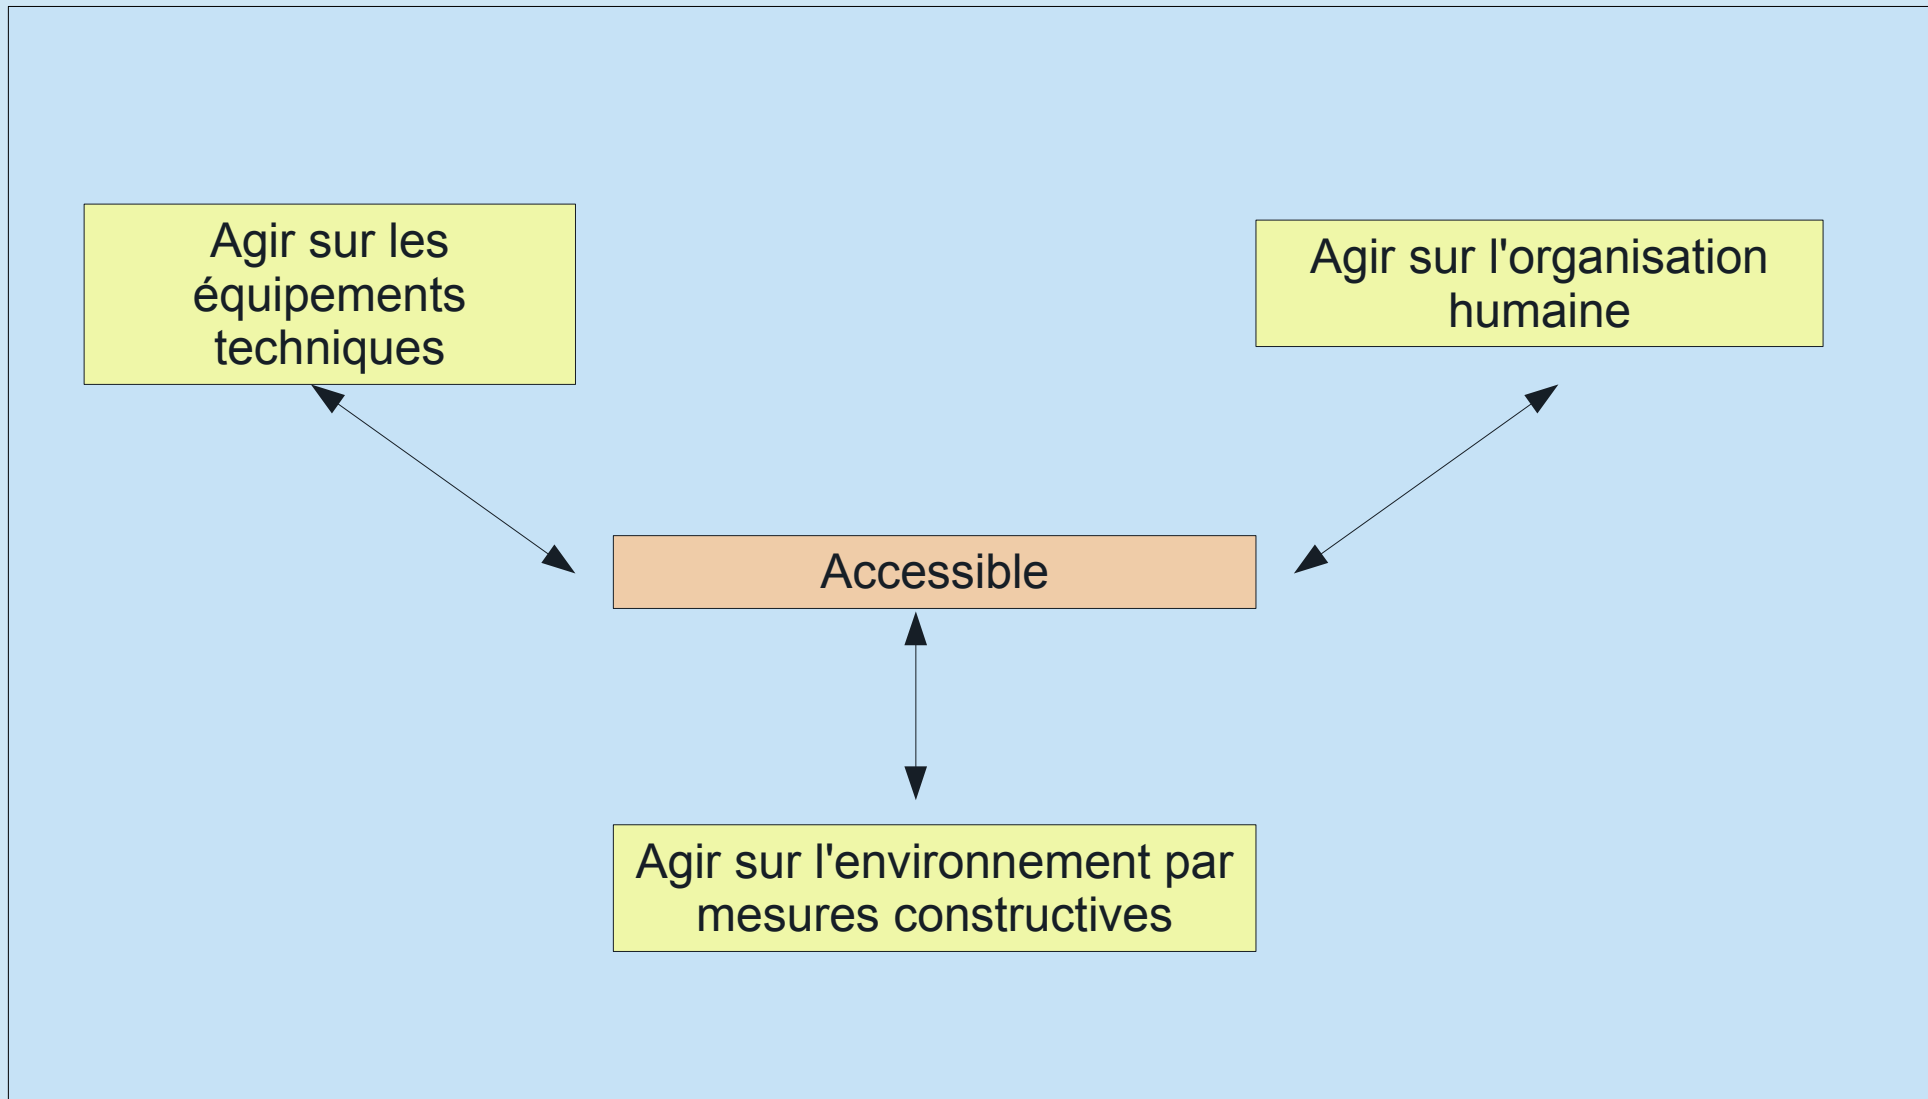 Agir sur les
équipements
techniques
Agir sur l'organisation
humaine
Accessible
Agir sur l'environnement par
mesures constructives